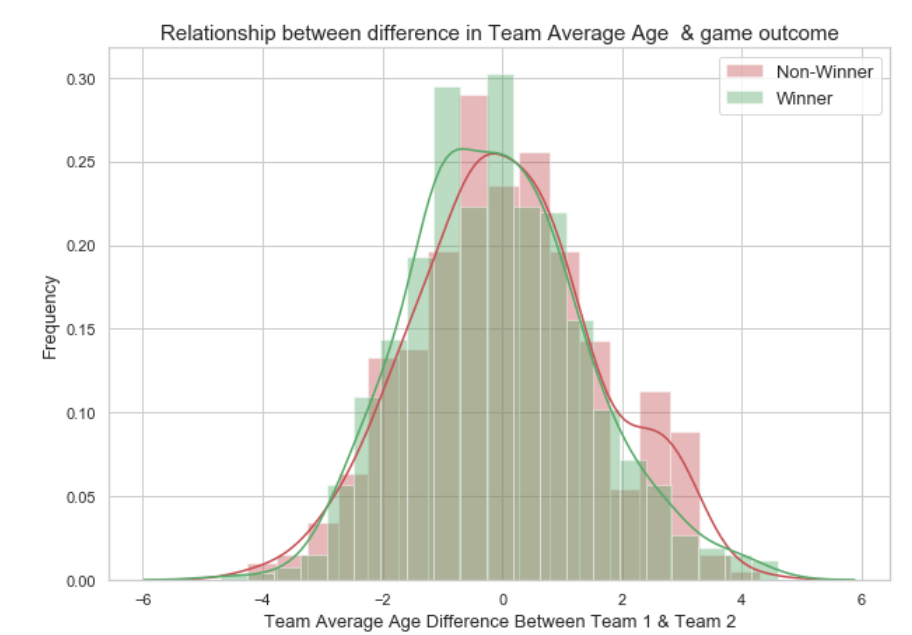 Relationship between difference in Team Average Age & game outcome
Non-Winner
Winner
Frequency
0.30
0.25
0.20
0.15
0.10
0.05
0.00
−6
−4
−2
0
2
4
6
Team Average Age Difference Between Team 1 & Team 2